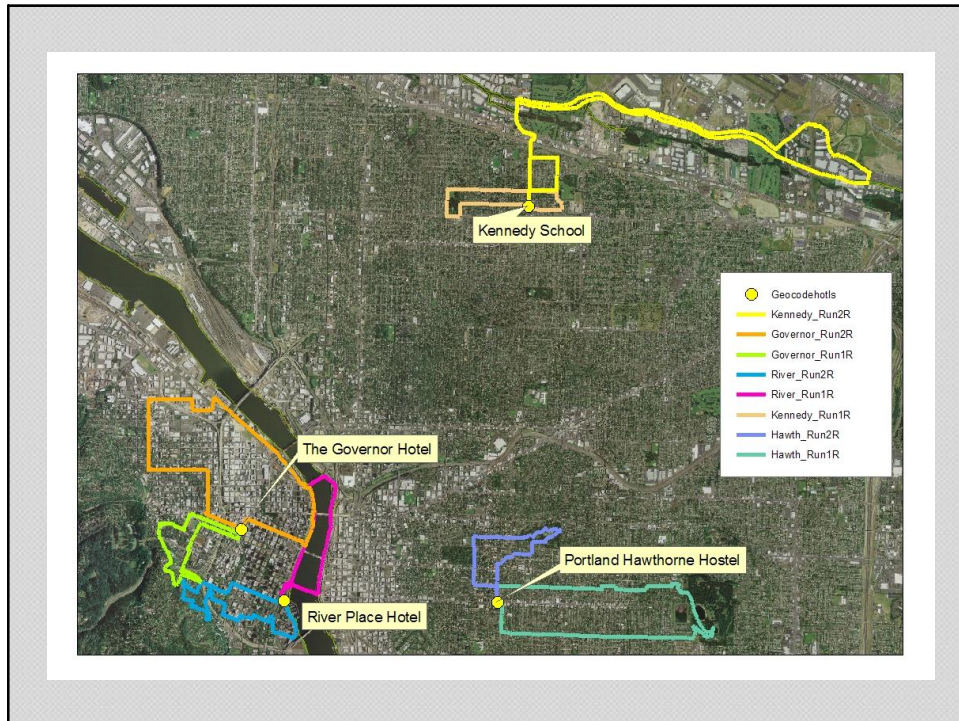 Kennedy School
Geocodehotls
Kennedy_Run2R
Governor_Run2R
Governor_Run1R
River_Run2R
River_Run1R
Kennedy_Run1R
Hawth_Run2R
Hawth_Run1R
The Governor Hotel
Portland Hawthorne Hostel
River Place Hotel